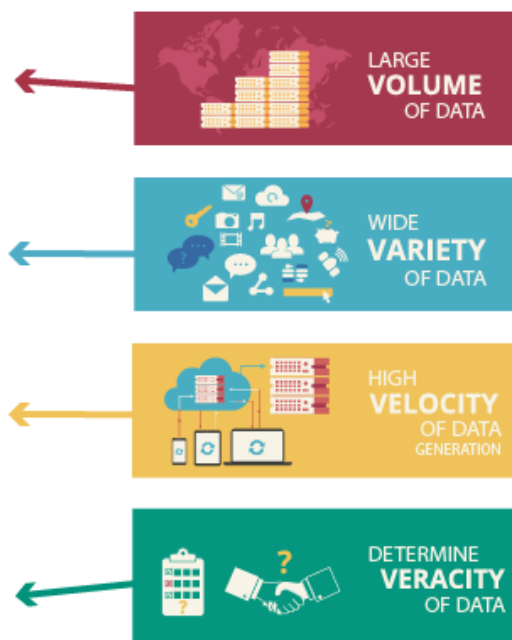 LARGE
VOLUME
OF DATA
WIDE
VARIETY
OF DATA
?
?
HIGH
VELOCITY
OF DATA
GENERATION
DETERMINE
VERACITY
OF DATA
?
?